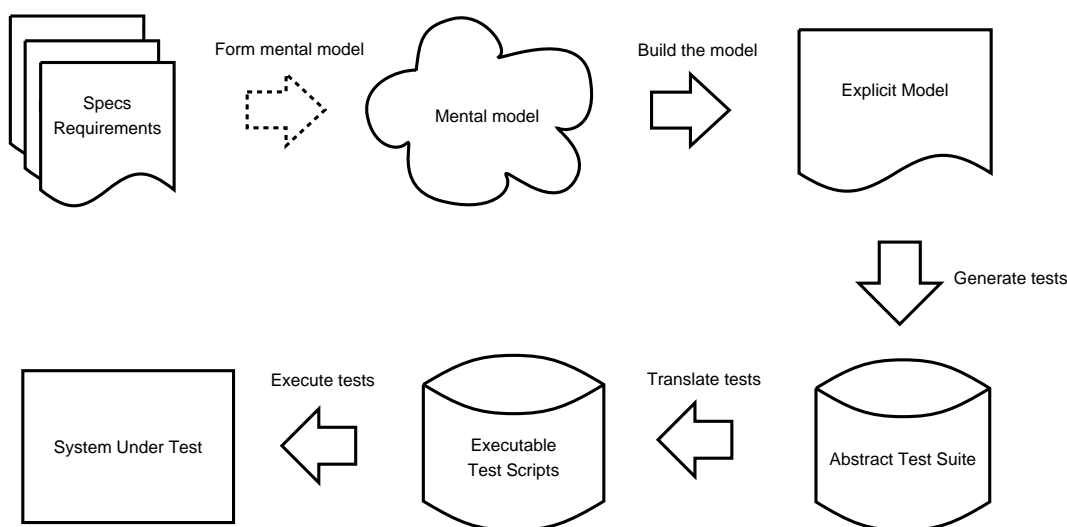 Form mental model
Build the model
Specs
Requirements
Mental model
Explicit Model
Generate tests
Execute tests
Translate tests
System Under Test
Executable
Test Scripts
Abstract Test Suite